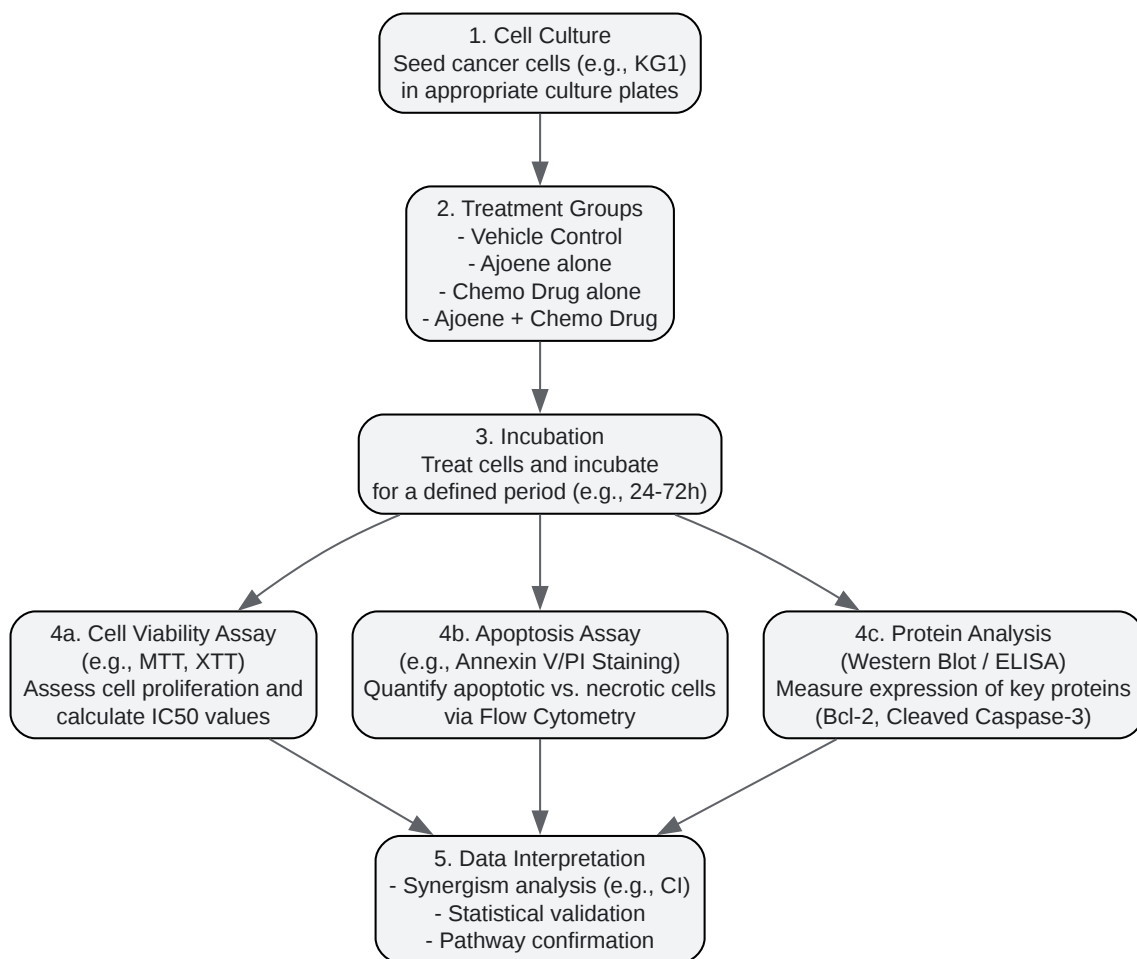 1. Cell Culture
Seed cancer cells (e.g., KG1)
in appropriate culture plates
2. Treatment Groups
- Vehicle Control
- Ajoene alone
- Chemo Drug alone
- Ajoene + Chemo Drug
3. Incubation
Treat cells and incubate
for a defined period (e.g., 24-72h)
4a. Cell Viability Assay
(e.g., MTT, XTT)
Assess cell proliferation and
calculate IC50 values
4b. Apoptosis Assay
(e.g., Annexin V/PI Staining)
Quantify apoptotic vs. necrotic cells
via Flow Cytometry
4c. Protein Analysis
(Western Blot / ELISA)
Measure expression of key proteins
(Bcl-2, Cleaved Caspase-3)
5. Data Interpretation
- Synergism analysis (e.g., CI)
- Statistical validation
- Pathway confirmation